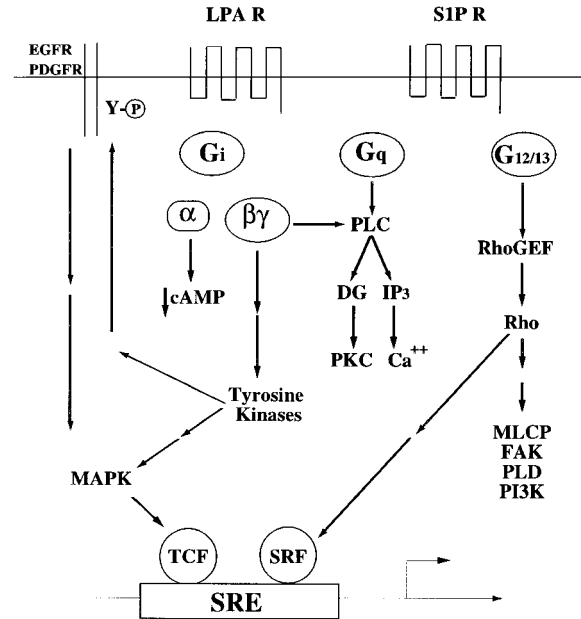 LPA R
S1P R
EGFR
PDGFR
Y-P
Gi
Gq
G12/13
α
βγ
PLC
RhoGEF
cAMP
DG
IP3
Rho
PKC
Ca++
Tyrosine
Kinases
MLCP
FAK
PLD
PI3K
MAPK
TCF
SRF
SRE